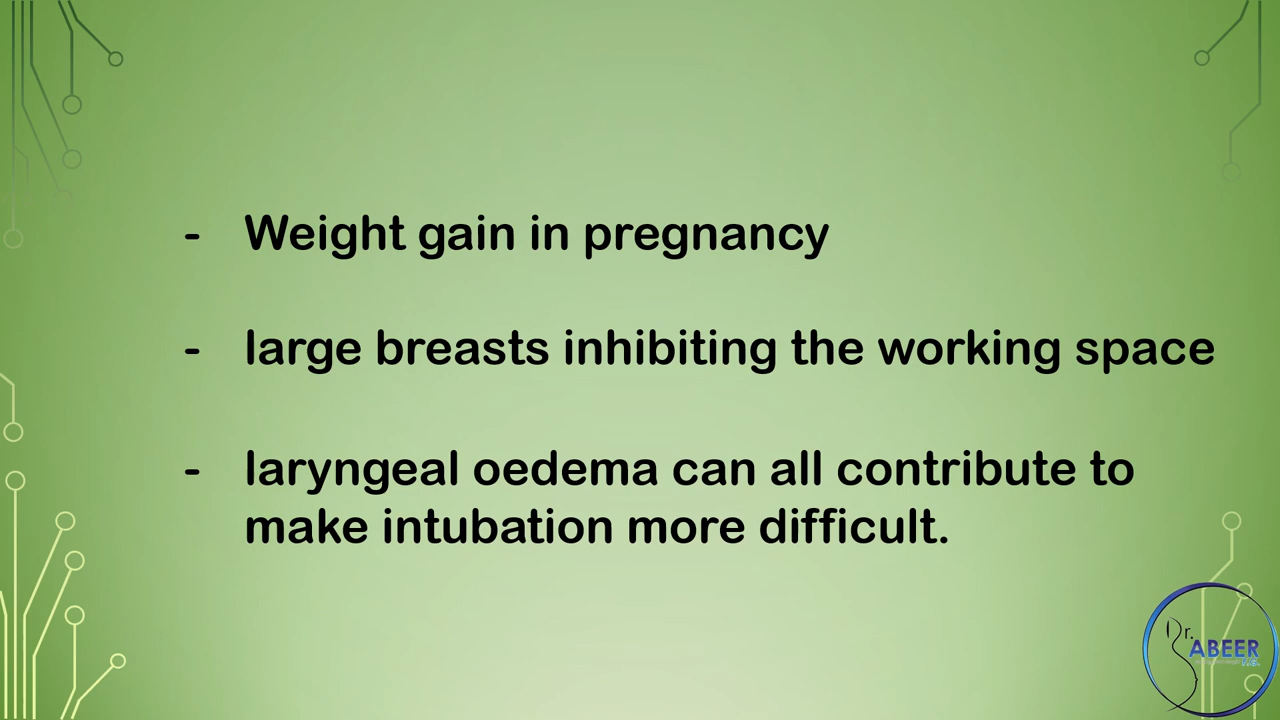 - Weight gain in pregnancy
- large breasts inhibiting the working space
- laryngeal oedema can all contribute to
make intubation more difficult.
Dr.
ABEER